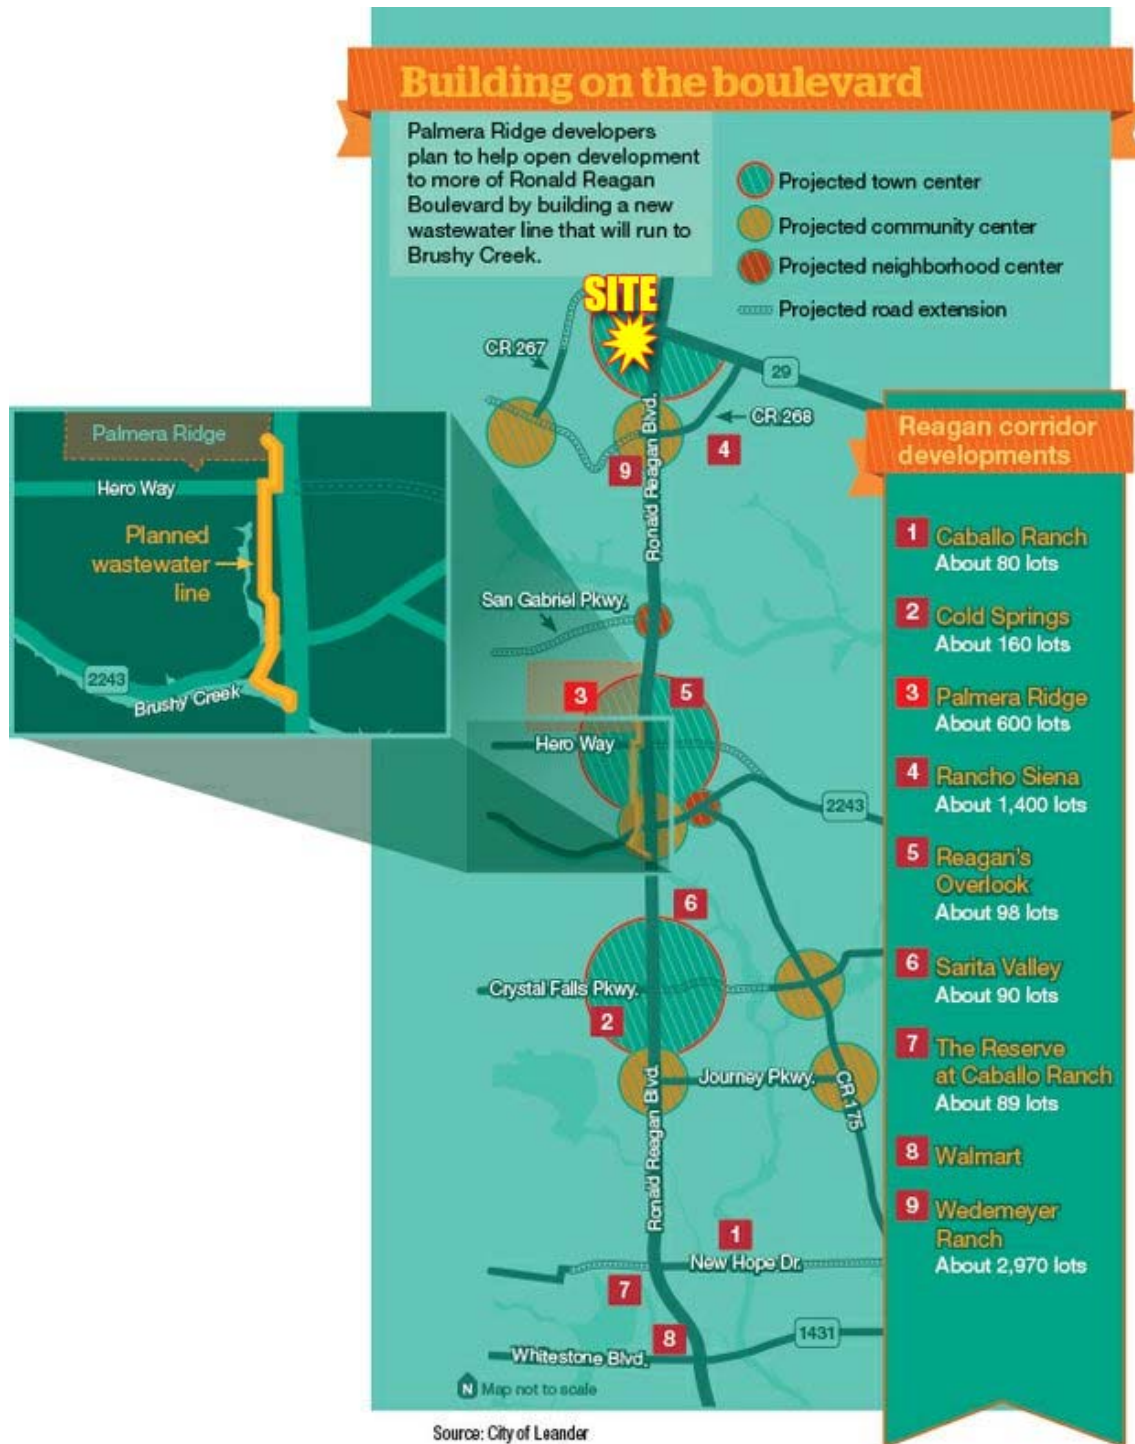 Building on the boulevard
Palmera Ridge developers
plan to help open development
to more of Ronald Reagan
Boulevard by building a new
wastewater line that will run to
Brushy Creek.
Projected town center
Projected community center
Projected neighborhood center
Projected road extension
SITE
CR 267
29
CR 268
4
9
Ronald Reagan Blvd.
Palmera Ridge
Hero Way
Planned
wastewater
line
2243
Brushy Creek
San Gabriel Pkwy.
3
5
Hero Way
2243
6
Crystal Falls Pkwy.
2
Journey Pkwy.
CR 175
Ronald Reagan Blvd.
1
New Hope Dr.
7
8
1431
Whitestone Blvd.
N Map not to scale
Reagan corridor
developments
1 Caballo Ranch
About 80 lots
2 Cold Springs
About 160 lots
3 Palmera Ridge
About 600 lots
4 Rancho Siena
About 1,400 lots
5 Reagan's
Overlook
About 98 lots
6 Sarita Valley
About 90 lots
7 The Reserve
at Caballo Ranch
About 89 lots
8 Walmart
9 Wedemeyer
Ranch
About 2,970 lots
Source: City of Leander